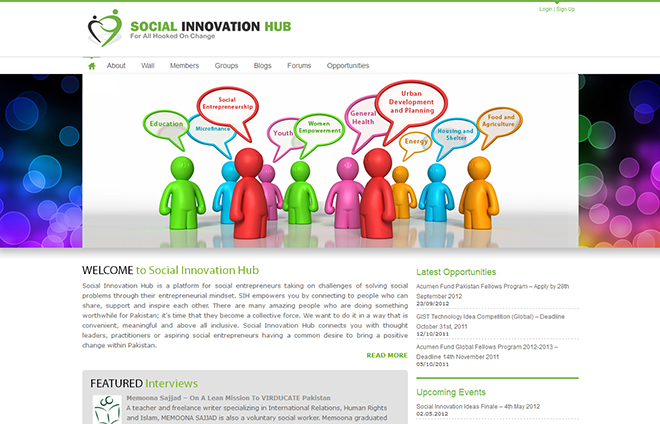 Login | Sign Up
SOCIAL INNOVATION HUB
For All Hooked On Change
About Wall Members Groups Blogs Forums Opportunities
Education
Microfinance
Social
Entrepreneurship
Youth
Women
Empowerment
General
Health
Urban
Development
and Planning
Energy
Housing and
Shelter
Food and
Agriculture
WELCOME to Social Innovation Hub
Social Innovation Hub is a platform for social entrepreneurs taking on challenges of solving social
problems through their entrepreneurial mindset. SIH empowers you by connecting to people who can
share, support and inspire each other. There are many amazing people who are doing something
worthwhile for Pakistan; it's time that they become a collective force. We want to do it in a way that is
convenient, meaningful and above all inclusive. Social Innovation Hub connects you with thought
leaders, practitioners or aspiring social entrepreneurs having a common desire to bring a positive
change within Pakistan.
READ MORE
FEATURED Interviews
Memoona Sajjad – On A Lean Mission To VIRDUCATE Pakistan
A teacher and freelance writer specializing in International Relations, Human Rights
and Islam, MEMOONA SAJJAD is also a voluntary social worker. Memoona graduated
Latest Opportunities
Acumen Fund Pakistan Fellows Program – Apply by 28th
September 2012
23/09/2012
GIST Technology Idea Competition (Global) – Deadline
October 31st, 2011
12/10/2011
Acumen Fund Global Fellows Program 2012-2013 –
Deadline 14th November 2011
05/10/2011
Upcoming Events
Social Innovation Ideas Finale – 4th May 2012
02.05.2012